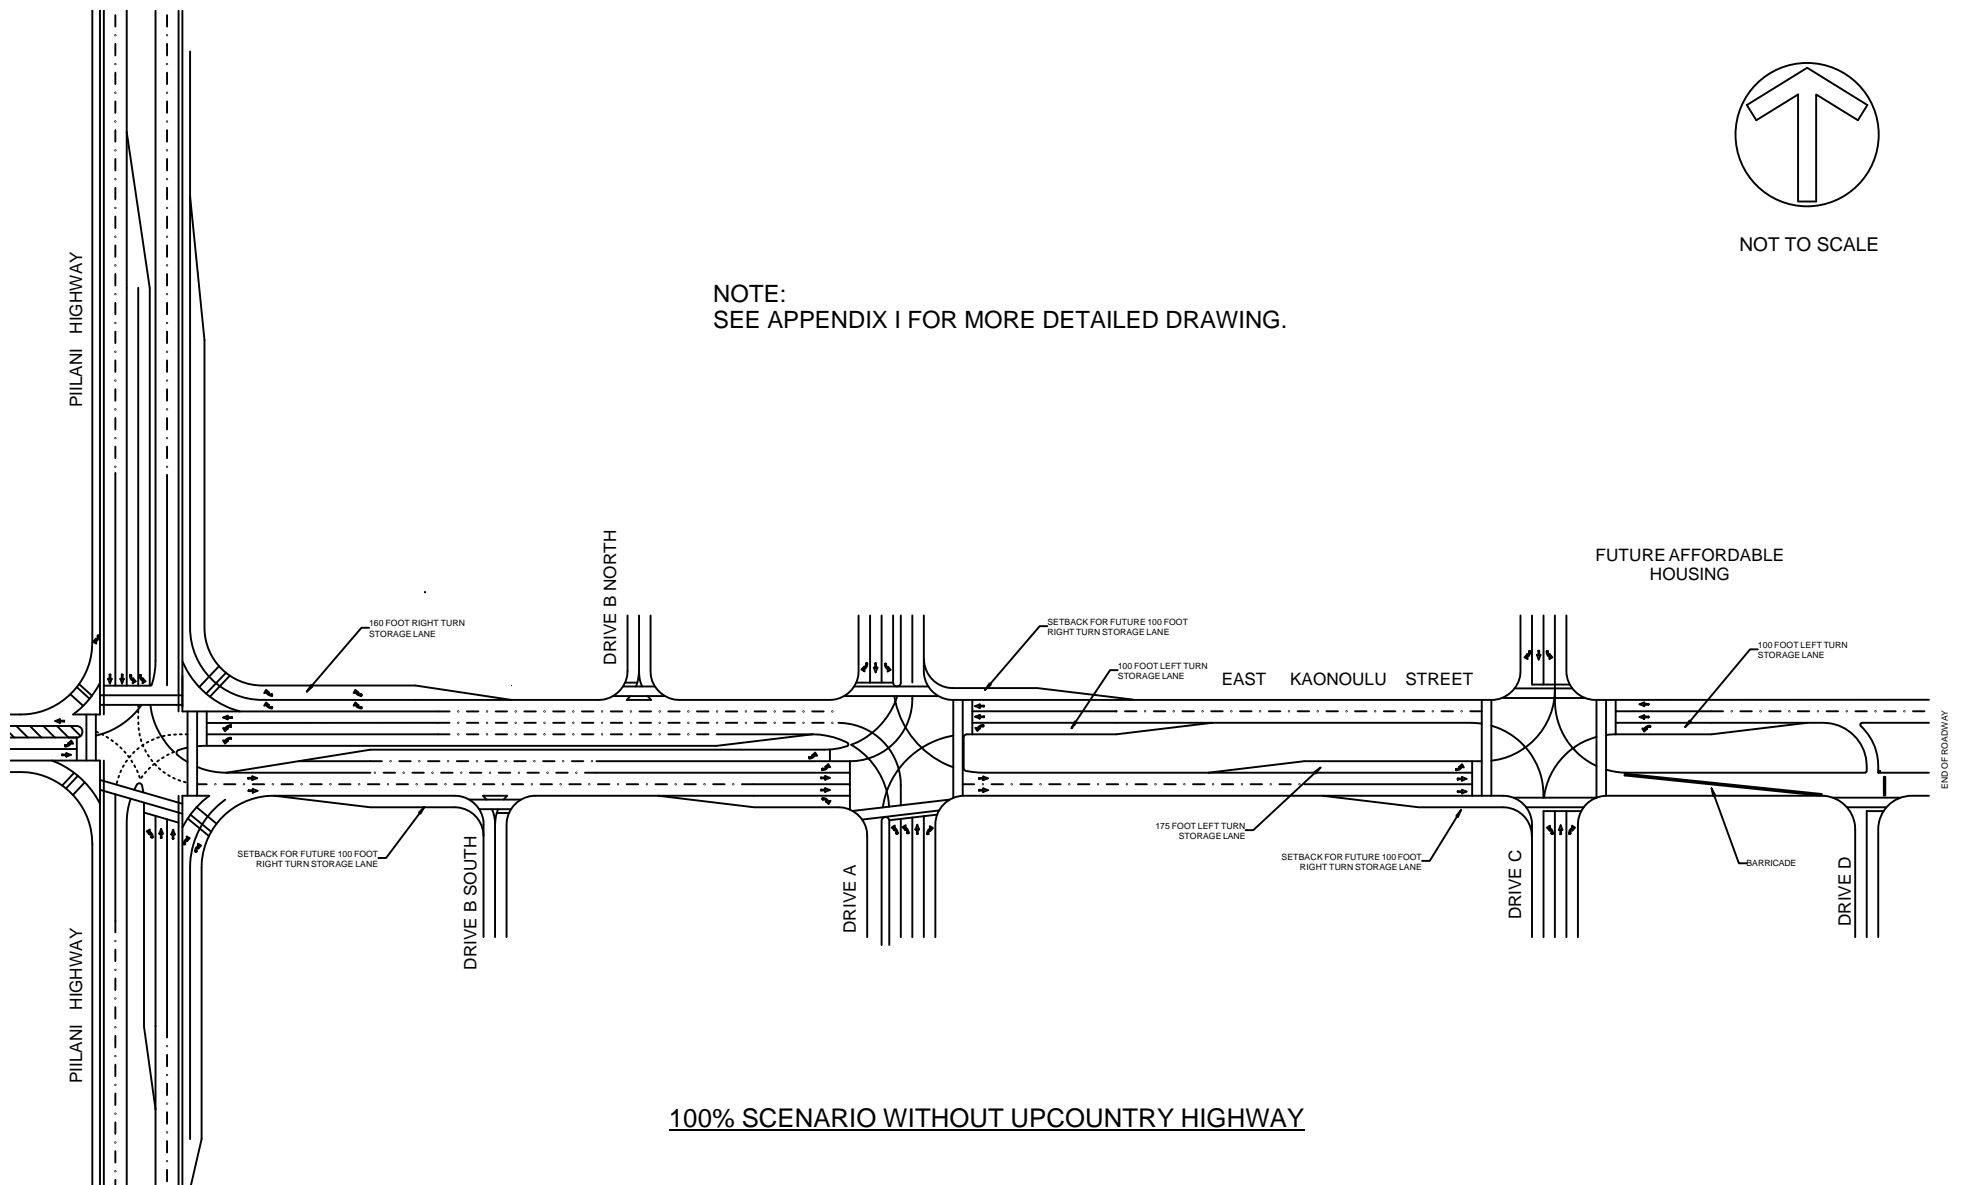 NOT TO SCALE
PIILANI HIGHWAY
NOTE:
SEE APPENDIX I FOR MORE DETAILED DRAWING.
DRIVE B NORTH
FUTURE AFFORDABLE
HOUSING
160 FOOT RIGHT TURN
STORAGE LANE
SETBACK FOR FUTURE 100 FOOT
RIGHT TURN STORAGE LANE
100 FOOT LEFT TURN
STORAGE LANE
EAST KAONOULU STREET
100 FOOT LEFT TURN
STORAGE LANE
END OF ROADWAY
SETBACK FOR FUTURE 100 FOOT
RIGHT TURN STORAGE LANE
DRIVE B SOUTH
DRIVE A
175 FOOT LEFT TURN
STORAGE LANE
SETBACK FOR FUTURE 100 FOOT
RIGHT TURN STORAGE LANE
DRIVE C
BARRICADE
DRIVE D
PIILANI HIGHWAY
100% SCENARIO WITHOUT UPCOUNTRY HIGHWAY